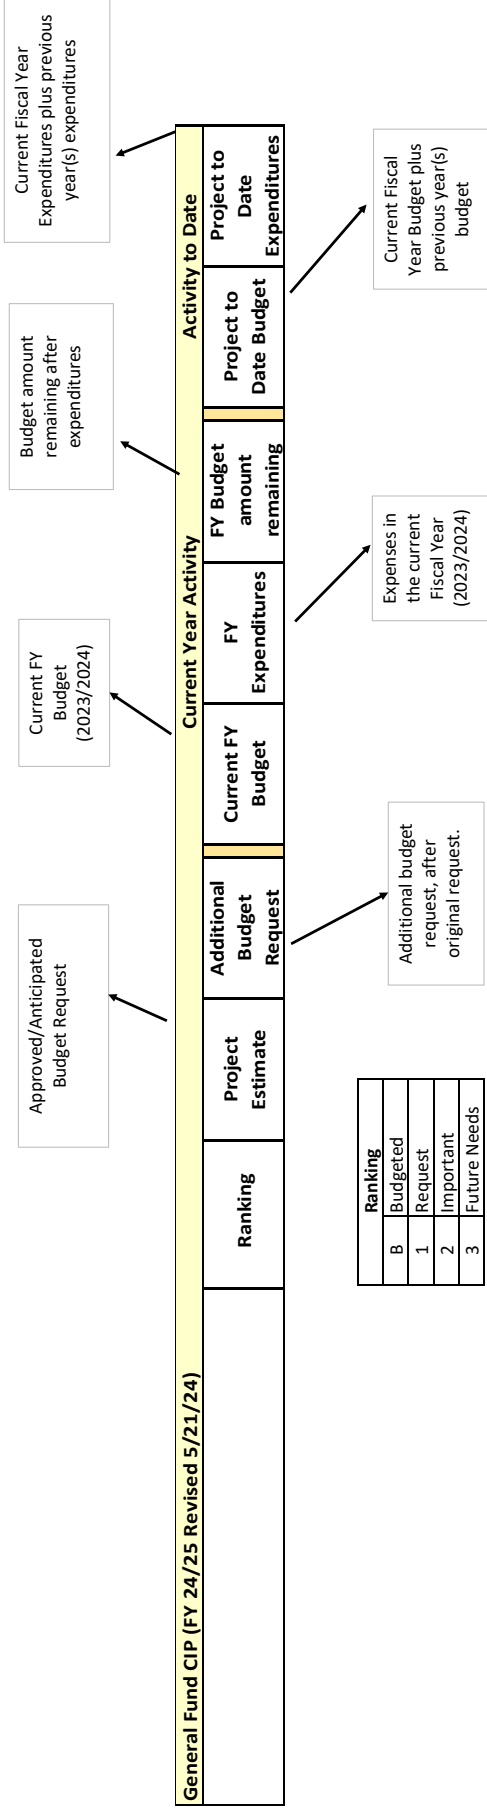 Approved/Anticipated
Budget Request
Current FY
Budget
(2023/2024)
Budget amount
remaining after
expenditures
Current Fiscal Year
Expenditures plus previous
year(s) expenditures
General Fund CIP (FY 24/25 Revised 5/21/24)
Current Year Activity
Activity to Date
Ranking
Project
Estimate
Additional
Budget
Request
Current FY
Budget
FY
Expenditures
FY Budget
amount
remaining
Project to
Date Budget
Project to
Date
Expenditures
Ranking
B Budgeted
1 Request
2 Important
3 Future Needs
Additional budget
request, after
original request.
Expenses in
the current
Fiscal Year
(2023/2024)
Current Fiscal
Year Budget plus
previous year(s)
budget